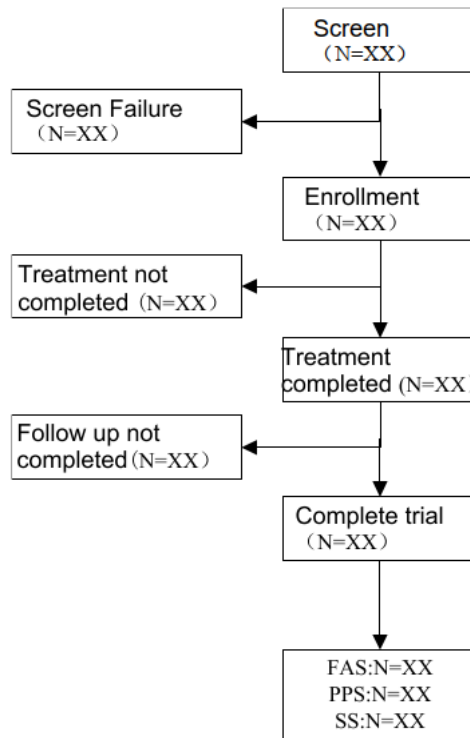 Screen
（N=XX）
Screen Failure
（N=XX）
Enrollment
（N=XX）
Treatment not
completed（N=XX）
Treatment
completed (N=XX)
Follow up not
completed（N=XX）
Complete trial
（N=XX）
FAS:N=XX
PPS:N=XX
SS:N=XX